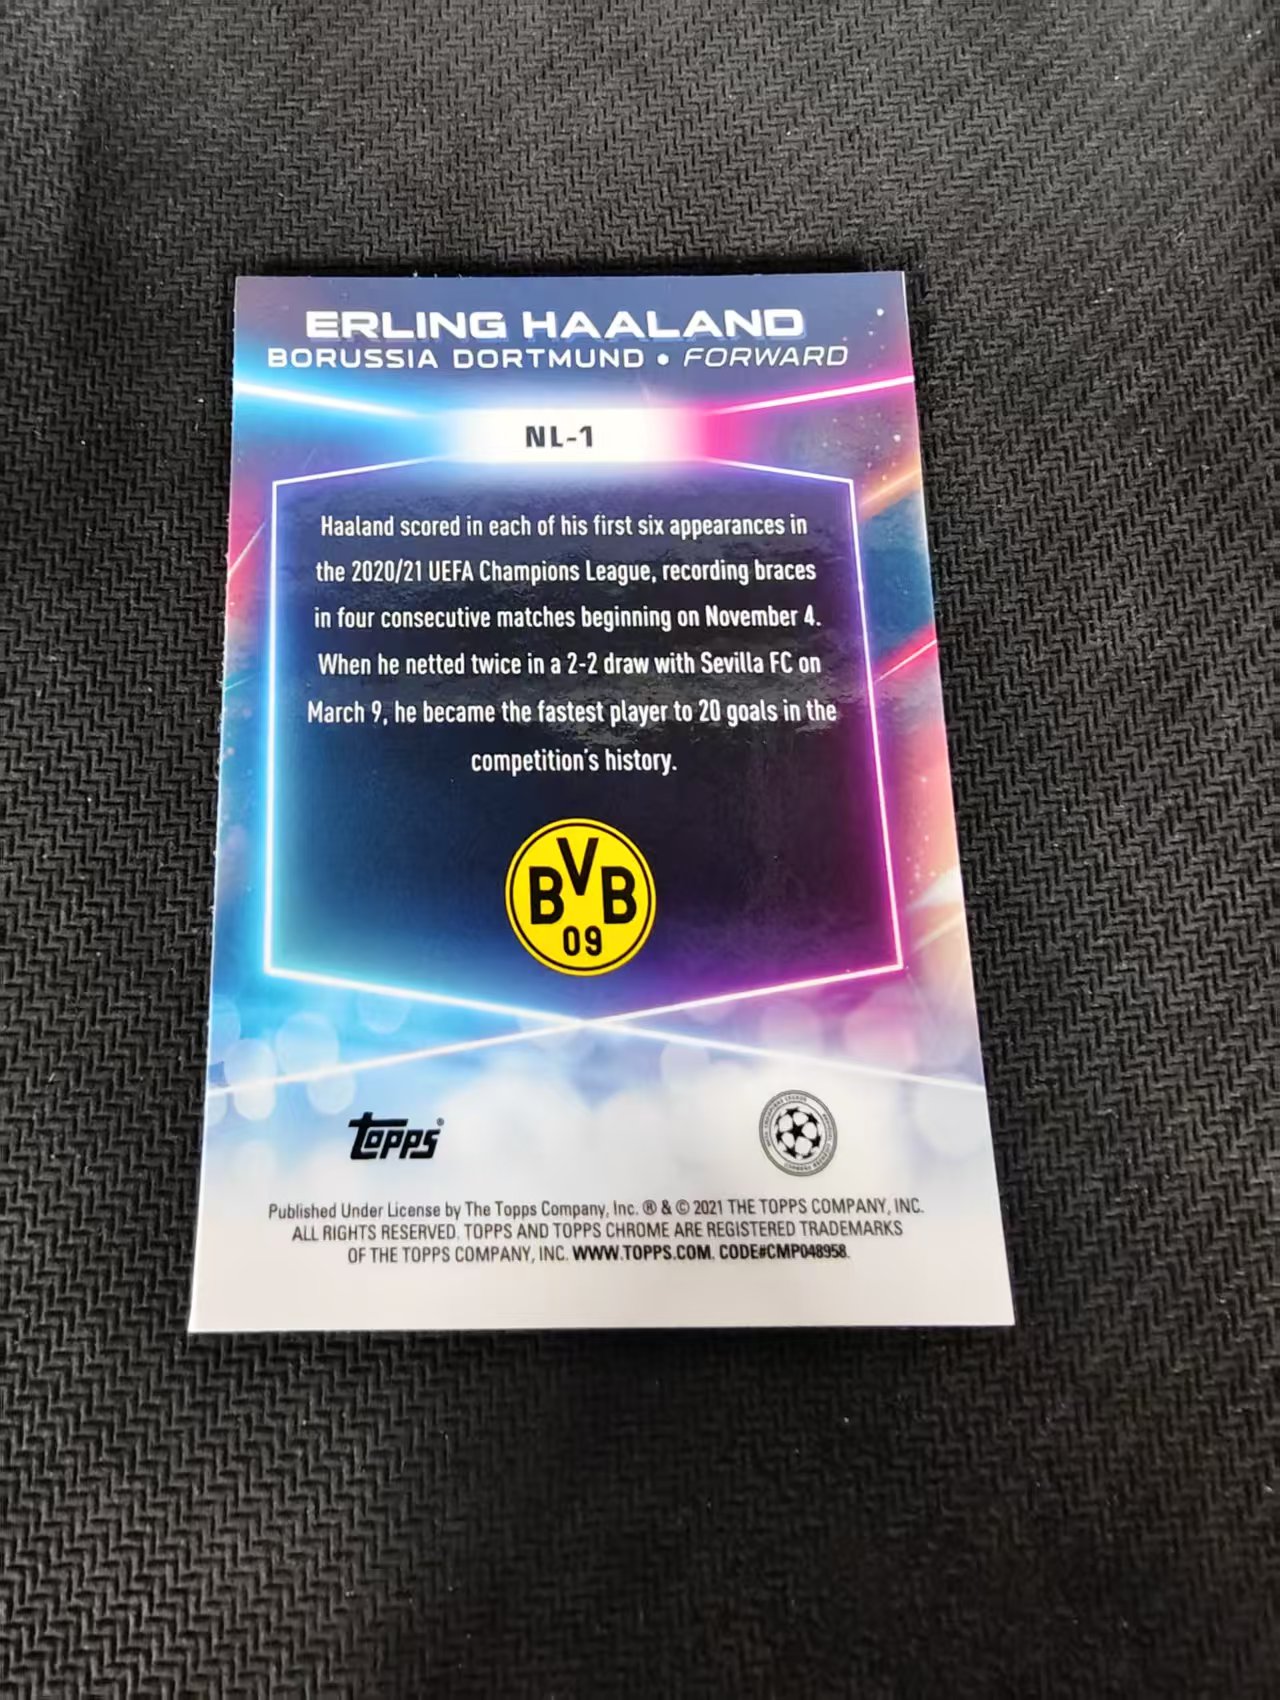 ERLING HAALAND
BORUSSIA DORTMUND • FORWARD
NL-1
Haaland scored in each of his first six appearances in
the 2020/21 UEFA Champions League, recording braces
in four consecutive matches beginning on November 4.
When he netted twice in a 2-2 draw with Sevilla FC on
March 9, he became the fastest player to 20 goals in the
competition's history.
BVB
09
Topps®
Published Under License by The Topps Company, Inc. ® & © 2021 THE TOPPS COMPANY, INC.
ALL RIGHTS RESERVED. TOPPS AND TOPPS CHROME ARE REGISTERED TRADEMARKS
OF THE TOPPS COMPANY, INC. WWW.TOPPS.COM. CODE#CMP048958.